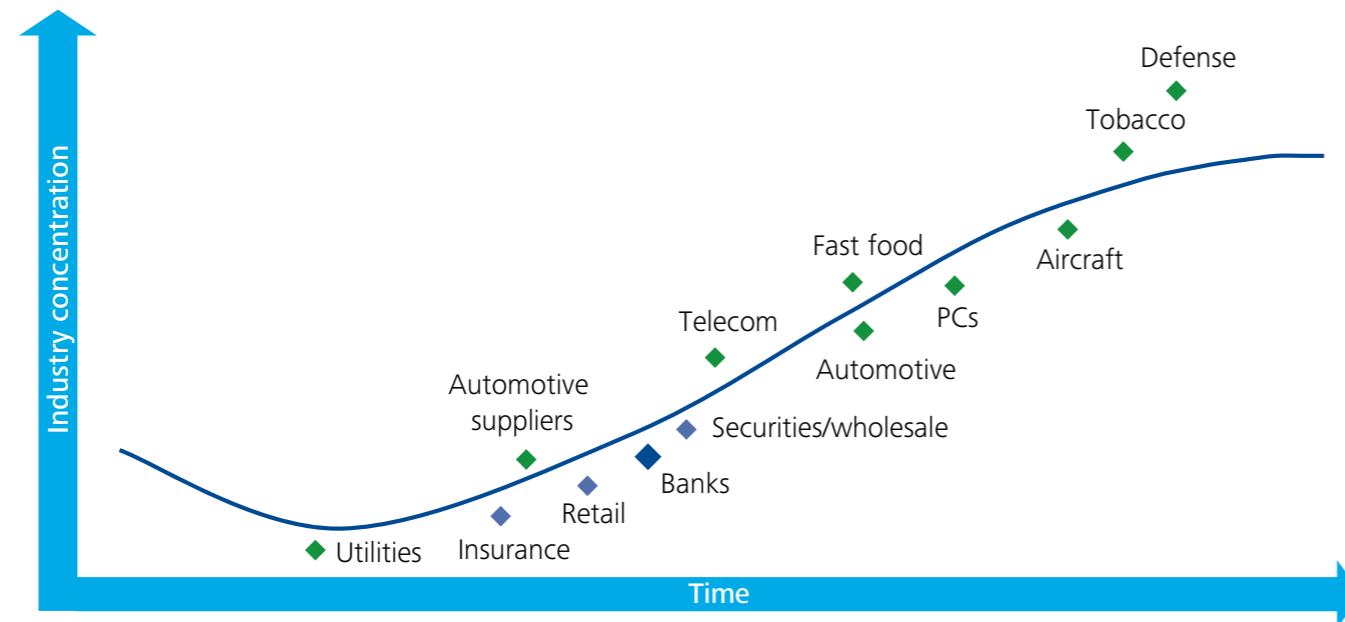 Defense
Tobacco
Industry concentration
Fast food
Aircraft
Telecom
PCs
Automotive
Automotive
suppliers
Securities/wholesale
Banks
Retail
Utilities
Insurance
Time